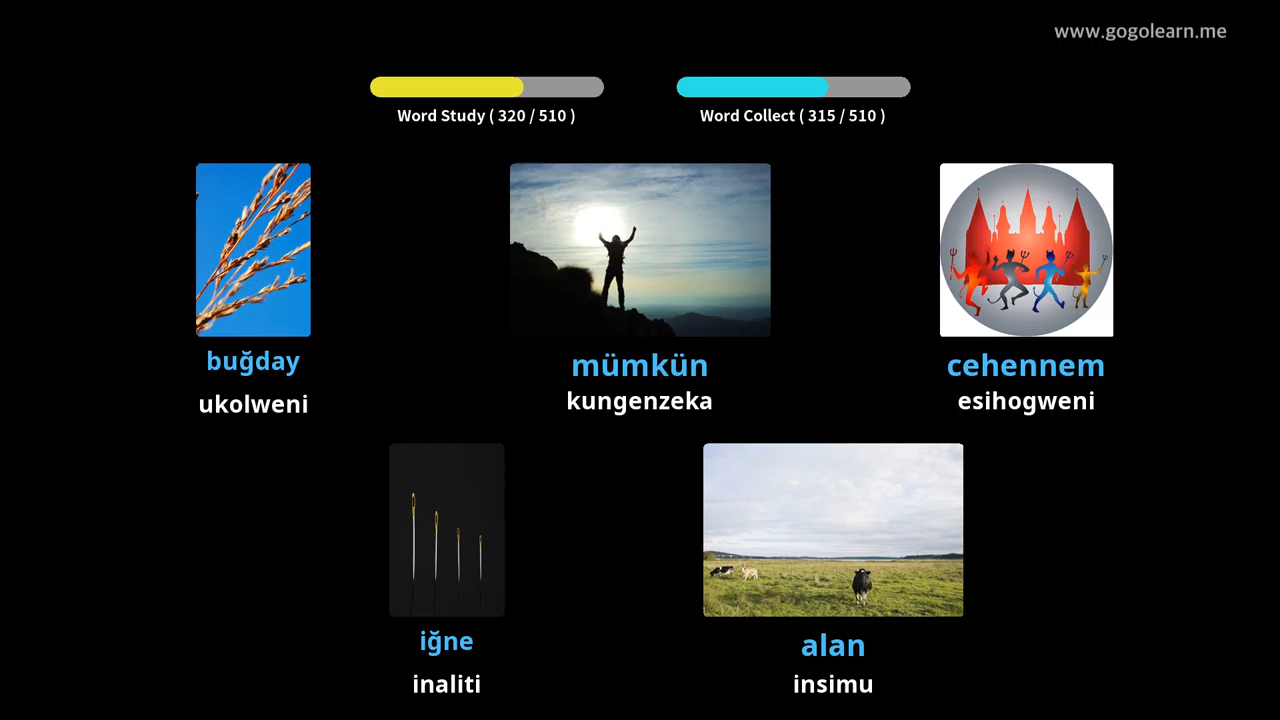 www.gogolearn.me
Word Study ( 320 / 510 )
Word Collect ( 315 / 510 )
buğday
ukolweni
mümkün
kungenzeka
cehennem
esihogweni
iğne
inaliti
alan
insimu